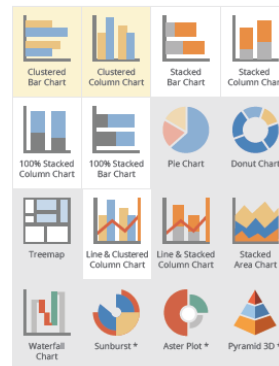 Clustered
Bar Chart
Clustered
Column Chart
Stacked
Bar Chart
Stacked
Column Chart
100% Stacked
Column Chart
100% Stacked
Bar Chart
Pie Chart
Donut Chart
Treemap
Line & Clustered
Column Chart
Line & Stacked
Column Chart
Stacked
Area Chart
Waterfall
Chart
Sunburst *
Aster Plot *
Pyramid 3D *